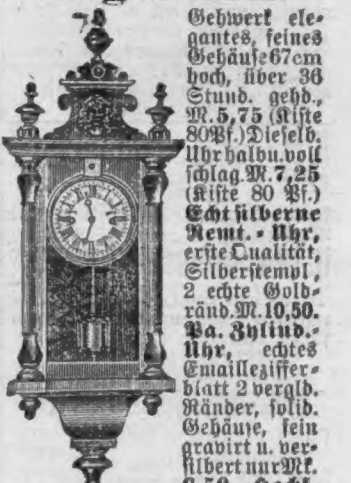 Gehwerk ele-
gantes, feines
Gehäuse 67cm
hoch, über 36
Stund. gehd.,
M. 5,75 (Kiste
80Pf.) Dieselb.
Uhr halb u. voll
schlag. M. 7,25
(Kiste 80 Pf.)
Echt silberne
Remt. - Uhr,
erste Qualität,
Silberstempl,
2 echte Gold-
ränd. M. 10,50.
Pa. Zylind.-
Uhr, echtes
Emailleziffer-
blatt 2 vergld.
Ränder, solid.
Gehäuse, fein
gravirt u. ver-
silbert nur Mk.